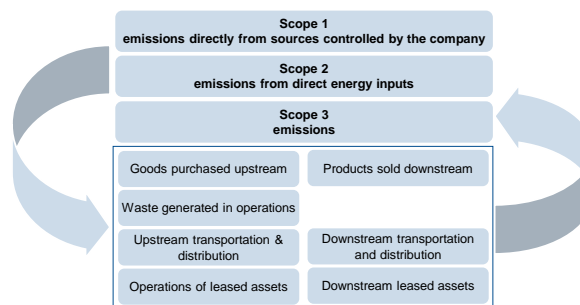 Scope 1
emissions directly from sources controlled by the company
Scope 2
emissions from direct energy inputs
Scope 3
emissions
Goods purchased upstream
Products sold downstream
Waste generated in operations
Upstream transportation &
distribution
Downstream transportation
and distribution
Operations of leased assets
Downstream leased assets